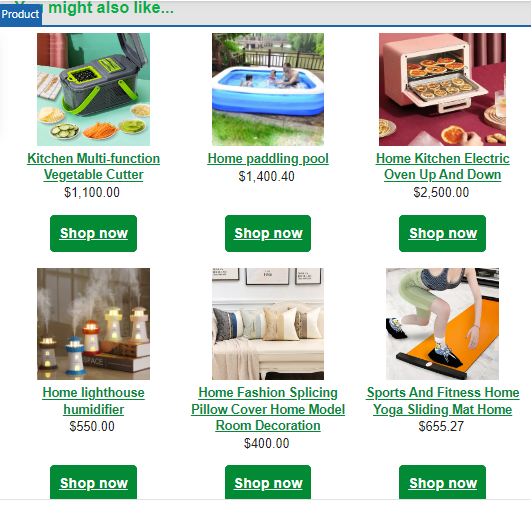 You might also like...
Product
Kitchen Multi-function
Vegetable Cutter
$1,100.00
Shop now
Home paddling pool
$1,400.40
Shop now
Home Kitchen Electric
Oven Up And Down
$2,500.00
Shop now
SPACE
Home lighthouse
humidifier
$550.00
Shop now
Home Fashion Splicing
Pillow Cover Home Model
Room Decoration
$400.00
Shop now
Sports And Fitness Home
Yoga Sliding Mat Home
$655.27
Shop now